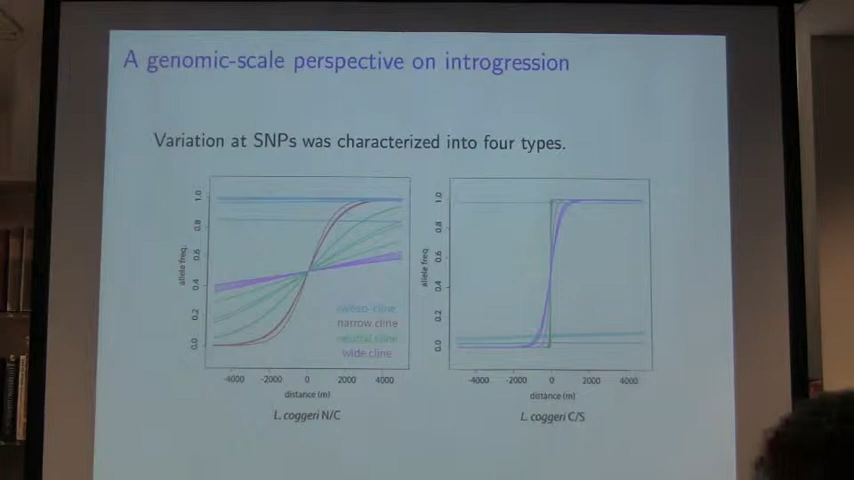 A genomic-scale perspective on introgression
Variation at SNPs was characterized into four types.
allele freq.
0.0
0.2
0.4
0.6
0.8
1.0
narrow.cline
neutral.cline
wide.cline
-4000
-2000
0
2000
4000
distance (m)
L. coggeri N/C
allele freq.
0.0
0.2
0.4
0.6
0.8
1.0
-4000
-2000
0
2000
4000
distance (m)
L. coggeri C/S